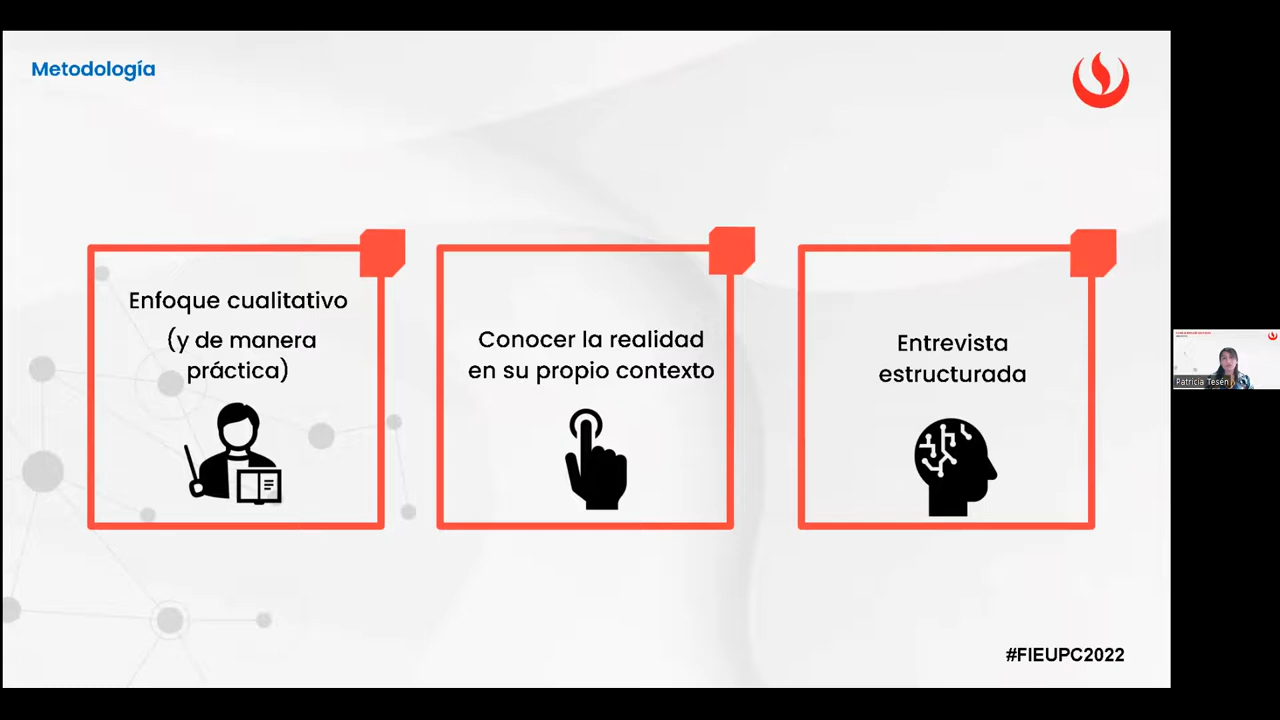 Metodología
Enfoque cualitativo
(y de manera
práctica)
Conocer la realidad
en su propio contexto
Entrevista
estructurada
Patricia Tesén
#FIEUPC2022